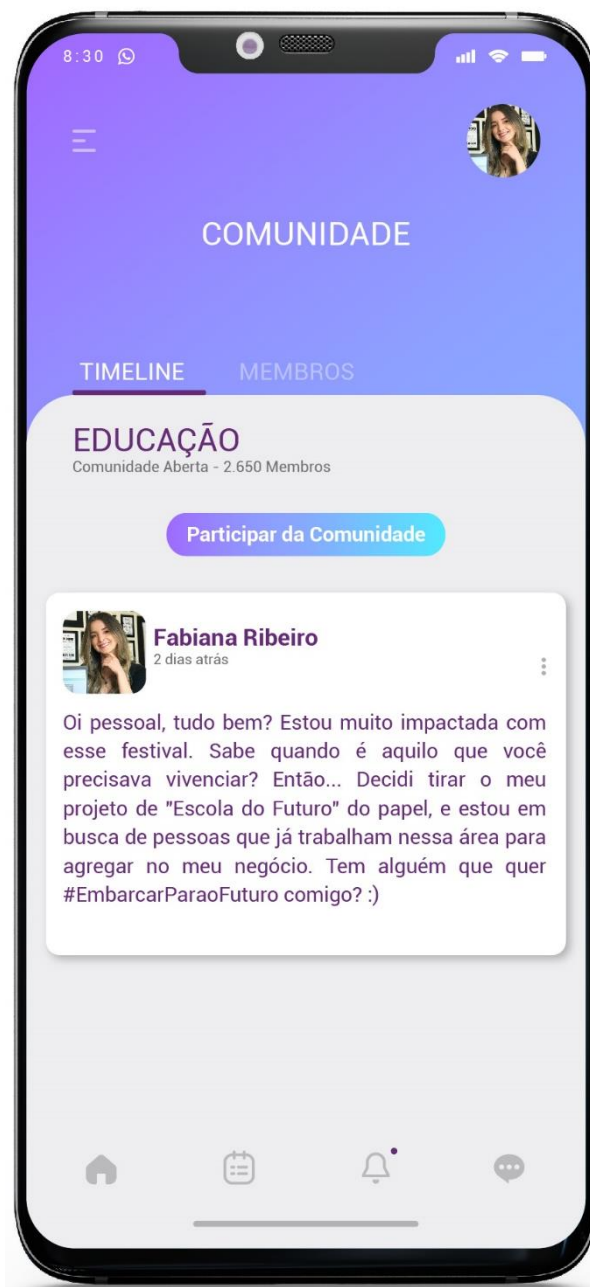 8:30
COMUNIDADE
TIMELINE MEMBROS
EDUCAÇÃO
Comunidade Aberta - 2.650 Membros
Participar da Comunidade
Fabiana Ribeiro
2 dias atrás
Oi pessoal, tudo bem? Estou muito impactada com
esse festival. Sabe quando é aquilo que você
precisava vivenciar? Então... Decidi tirar o meu
projeto de "Escola do Futuro" do papel, e estou em
busca de pessoas que já trabalham nessa área para
agregar no meu negócio. Tem alguém que quer
#EmbarcarParaoFuturo comigo? :)